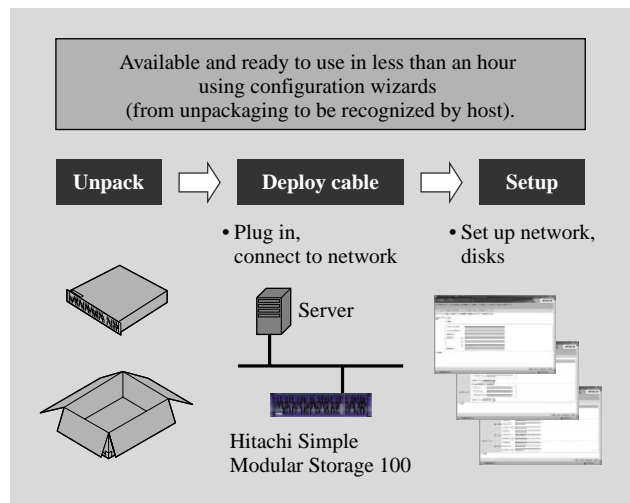 Available and ready to use in less than an hour
using configuration wizards
(from unpackaging to be recognized by host).
Unpack
Deploy cable
Setup
• Plug in,
connect to network
• Set up network,
disks
Server
Hitachi Simple
Modular Storage 100